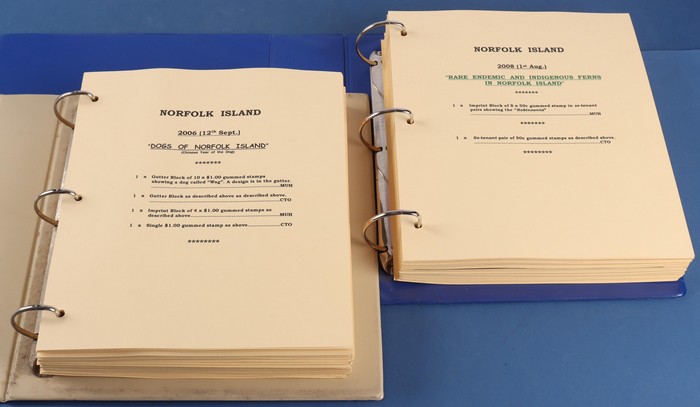 NORFOLK ISLAND
2006 (12th Sept.)
"DOGS OF NORFOLK ISLAND"
(Chinese Year of the Dog)
*******
1 a Gutter Block of 10 x $1.00 gummed stamps
showing a dog called "Wag". A design is in the gutter.
..........MUH
1 a Gutter Block as described above as described above.
..........CTO
1 a Imprint Block of 4 x $1.00 gummed stamps as
described above..........MUH
1 a Single $1.00 gummed stamp as above..........CTO
********
NORFOLK ISLAND
2008 (1st Aug.)
"RARE ENDEMIC AND INDIGENOUS FERNS
IN NORFOLK ISLAND"
*******
1 a Imprint Block of 8 x 50c gummed stamp in se-tenant
pairs showing the
..........MUH
*******
1 a Se-tenant pair of 50c gummed stamps as described above.
..........CTO
********